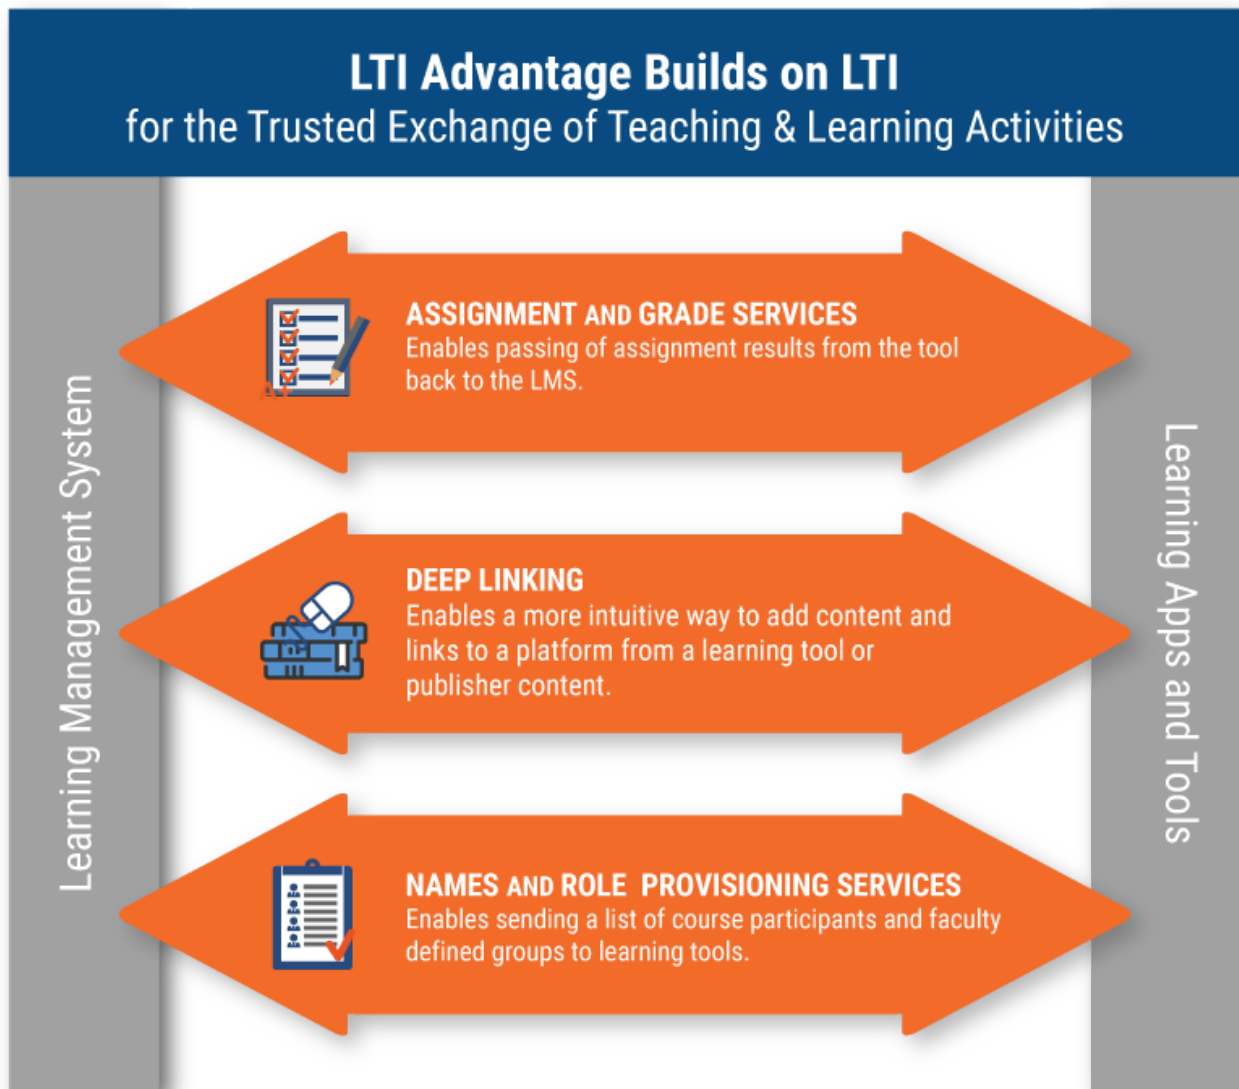 LTI Advantage Builds on LTI
for the Trusted Exchange of Teaching & Learning Activities
Learning Management System
ASSIGNMENT AND GRADE SERVICES
Enables passing of assignment results from the tool
back to the LMS.
A+
DEEP LINKING
Enables a more intuitive way to add content and
links to a platform from a learning tool or
publisher content.
NAMES AND ROLE PROVISIONING SERVICES
Enables sending a list of course participants and faculty
defined groups to learning tools.
Learning Apps and Tools